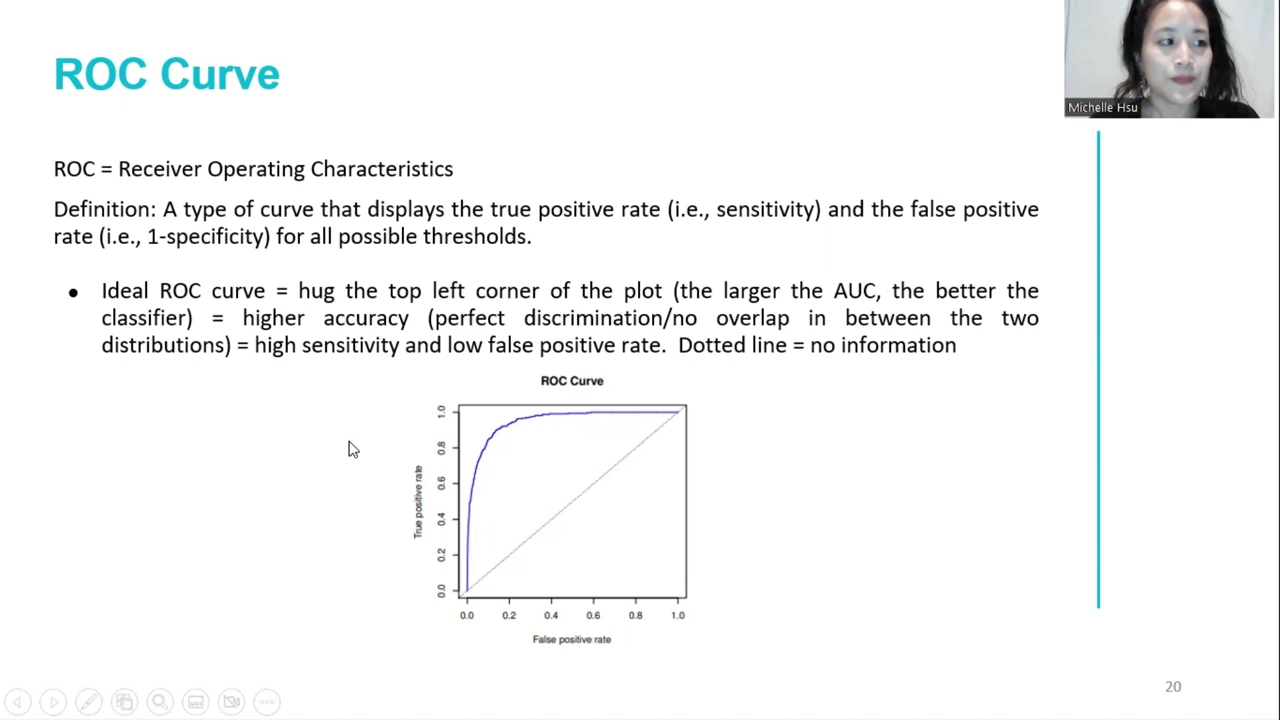 ROC Curve
Michelle Hsu
ROC = Receiver Operating Characteristics
Definition: A type of curve that displays the true positive rate (i.e., sensitivity) and the false positive
rate (i.e., 1-specificity) for all possible thresholds.
● Ideal ROC curve = hug the top left corner of the plot (the larger the AUC, the better the
classifier) = higher accuracy (perfect discrimination/no overlap in between the two
distributions) = high sensitivity and low false positive rate. Dotted line = no information
ROC Curve
True positive rate
1.0
0.8
0.6
0.4
0.2
0.0
0.0 0.2 0.4 0.6 0.8 1.0
False positive rate
20